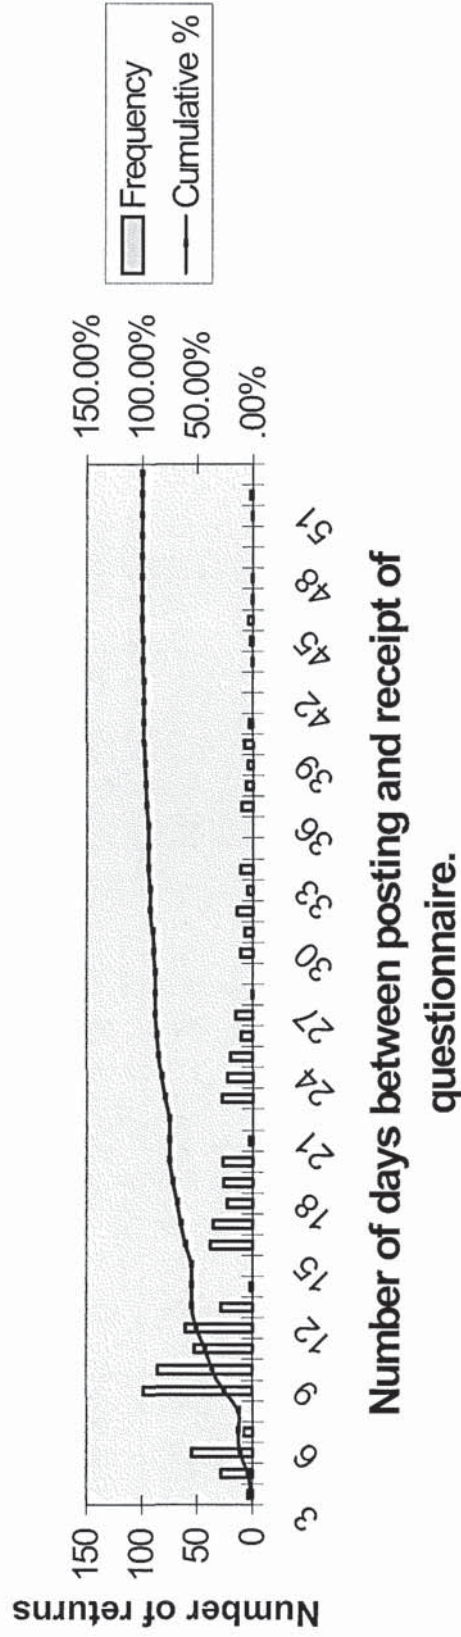 Number of returns
150
100
50
0
150.00%
100.00%
50.00%
.00%
3 6 9 12 15 18 21 24 27 30 33 36 39 42 45 48 51
Number of days between posting and receipt of
questionnaire.
Frequency
Cumulative %